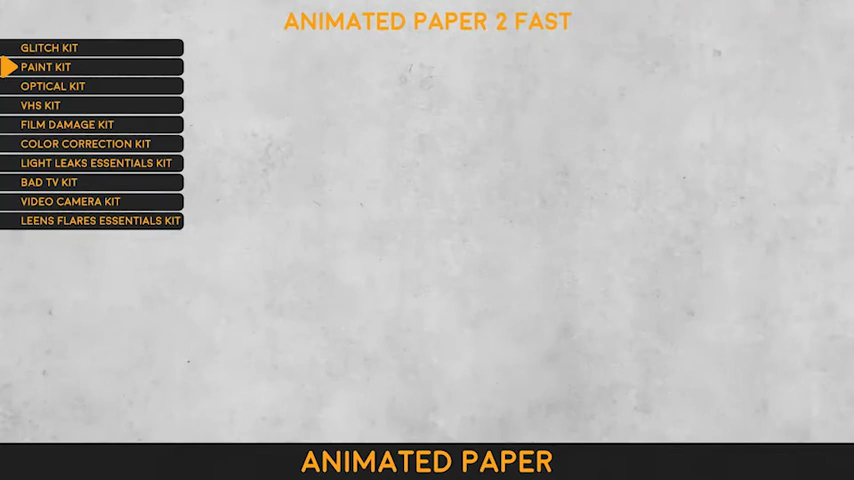 ANIMATED PAPER 2 FAST
GLITCH KIT
PAINT KIT
OPTICAL KIT
VHS KIT
FILM DAMAGE KIT
COLOR CORRECTION KIT
LIGHT LEAKS ESSENTIALS KIT
BAD TV KIT
VIDEO CAMERA KIT
LEENS FLARES ESSENTIALS KIT
ANIMATED PAPER